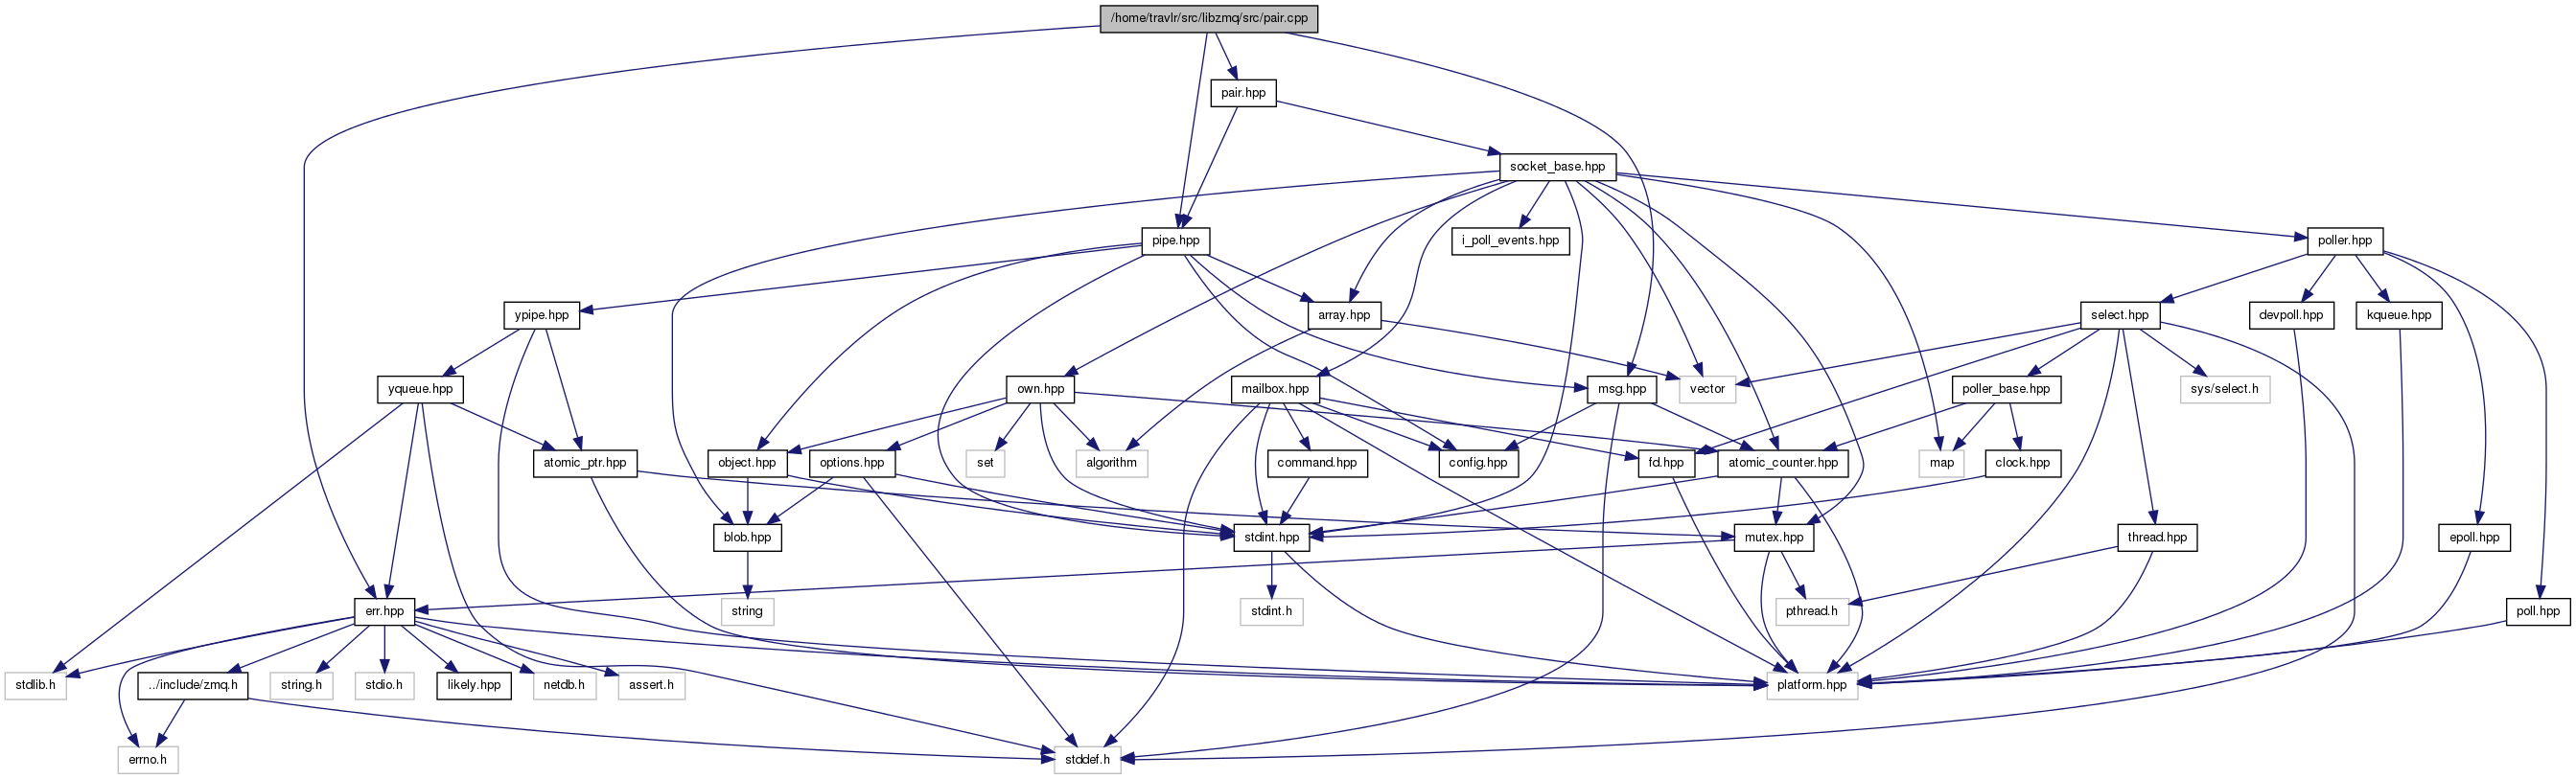 /home/travlr/src/libzmq/src/pair.cpp
pair.hpp
socket_base.hpp
pipe.hpp
i_poll_events.hpp
poller.hpp
ypipe.hpp
array.hpp
select.hpp
devpoll.hpp
kqueue.hpp
yqueue.hpp
own.hpp
mailbox.hpp
msg.hpp
vector
poller_base.hpp
sys/select.h
atomic_ptr.hpp
object.hpp
options.hpp
set
algorithm
command.hpp
config.hpp
fd.hpp
atomic_counter.hpp
map
clock.hpp
blob.hpp
stdint.hpp
mutex.hpp
thread.hpp
epoll.hpp
err.hpp
string
stdint.h
pthread.h
poll.hpp
stdlib.h
../include/zmq.h
string.h
stdio.h
likely.hpp
netdb.h
assert.h
platform.hpp
errno.h
stddef.h